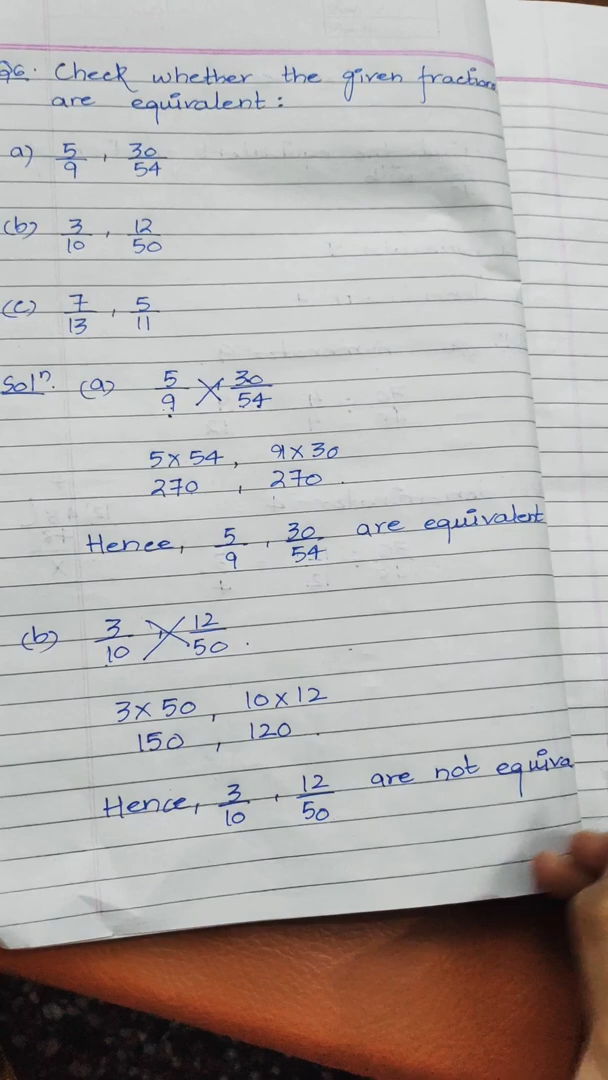 Q6. Check whether the given fractions
are equivalent:
a) 5/9, 30/54
(b) 3/10, 12/50
(c) 7/13, 5/11
Solⁿ. (a) 5/9 × 30/54
5×54, 9×30
270, 270.
Hence, 5/9, 30/54 are equivalent
(b) 3/10 × 12/50.
3×50, 10×12
150, 120.
Hence, 3/10, 12/50 are not equiva